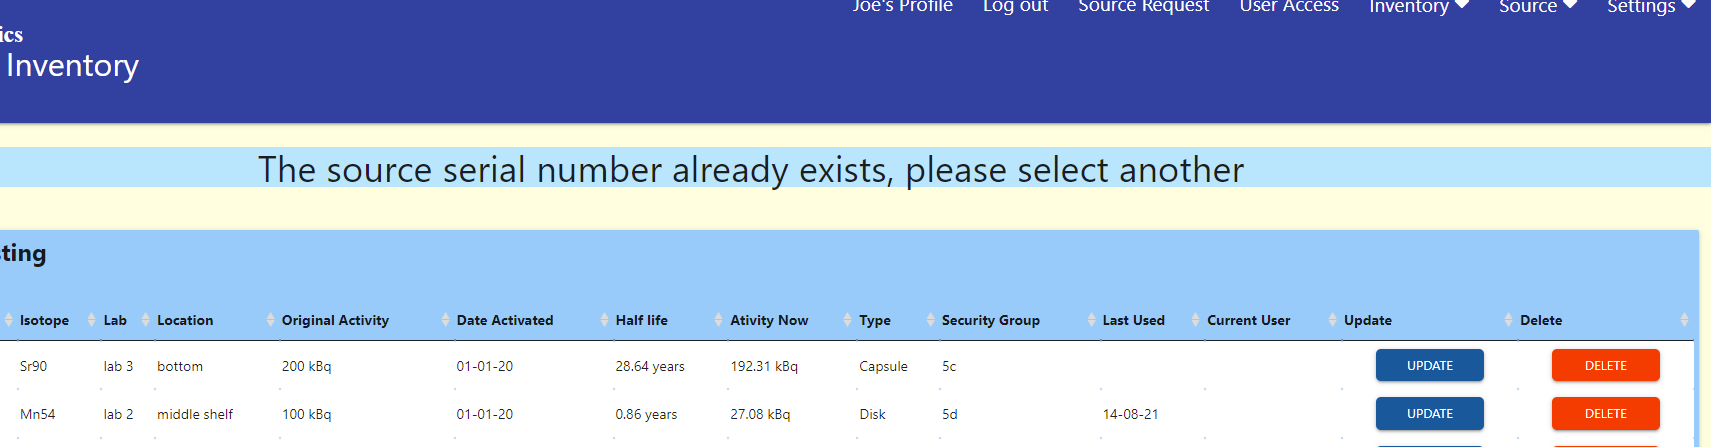 Joe's Profile Log out Source Request User Access Inventory Source Settings
ics
Inventory
The source serial number already exists, please select another
sting
Isotope Lab Location Original Activity Date Activated Half life Ativity Now Type Security Group Last Used Current User Update Delete
Sr90 lab 3 bottom 200 kBq 01-01-20 28.64 years 192.31 kBq Capsule 5c UPDATE DELETE
Mn54 lab 2 middle shelf 100 kBq 01-01-20 0.86 years 27.08 kBq Disk 5d 14-08-21 UPDATE DELETE